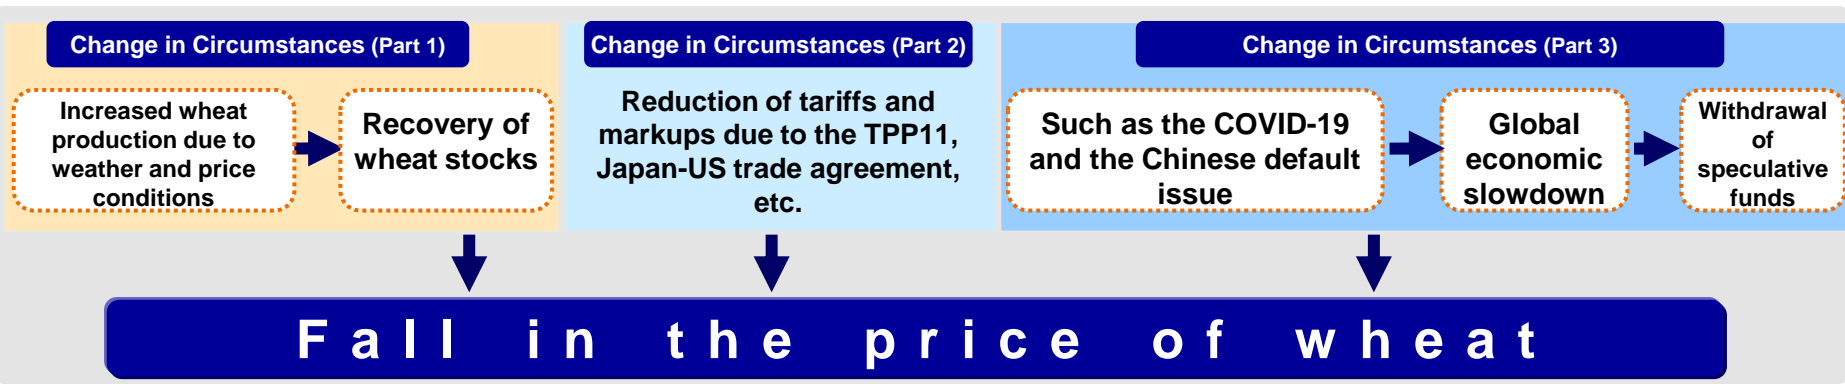 Change in Circumstances (Part 1)
Increased wheat
production due to
weather and price
conditions
Recovery of
wheat stocks
Change in Circumstances (Part 2)
Reduction of tariffs and
markups due to the TPP11,
Japan-US trade agreement,
etc.
Change in Circumstances (Part 3)
Such as the COVID-19
and the Chinese default
issue
Global
economic
slowdown
Withdrawal
of
speculative
funds
Fall in the price of wheat